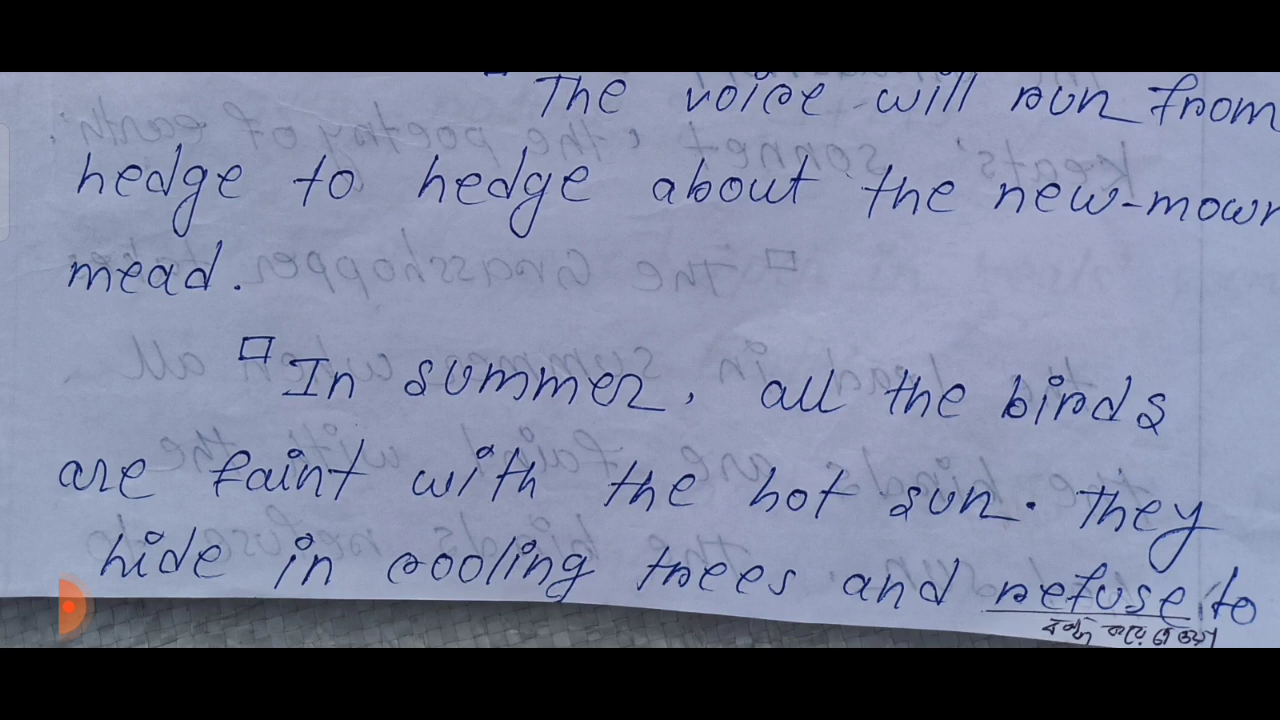 The voice will run from
hedge to hedge about the new-mown
mead.
In summer, all the birds
are faint with the hot sun. They
hide in cooling trees and refuse to